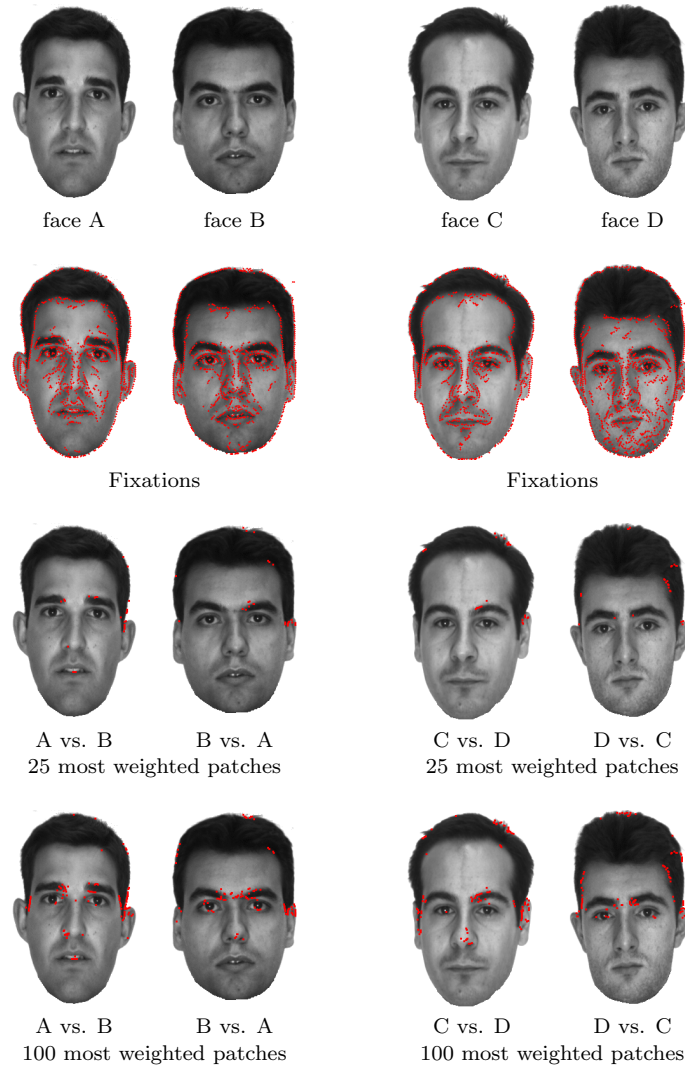 face A face B face C face D
Fixations Fixations
A vs. B B vs. A C vs. D D vs. C
25 most weighted patches 25 most weighted patches
A vs. B B vs. A C vs. D D vs. C
100 most weighted patches 100 most weighted patches